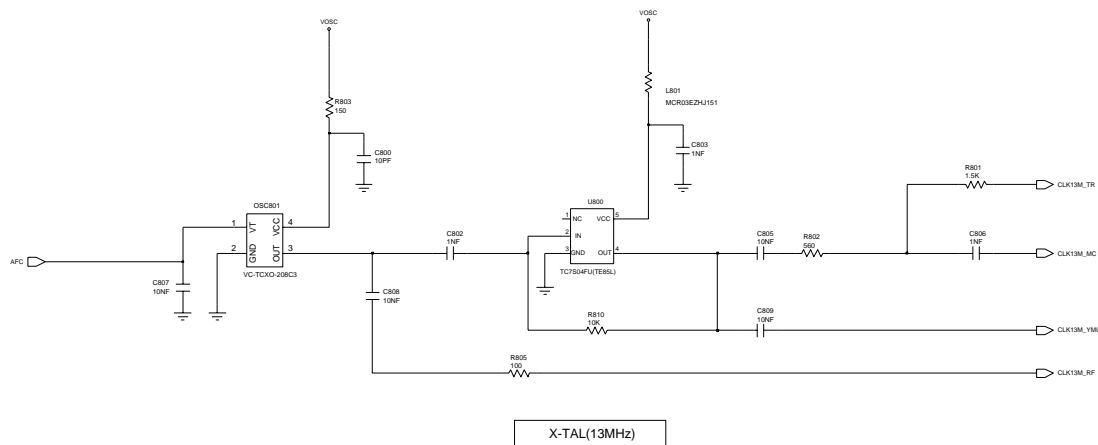 VOSC
VOSC
R803
150
L801
MCR03EZHJ151
C800
10PF
C803
1NF
R801
1.5K
CLK13M_TR
OSC801
U800
1
VT
VCC
4
2
GND
OUT
3
VC-TCXO-208C3
1
NC
VCC
5
2
IN
3
GND
OUT
4
TC7S04FU(TE85L)
C802
1NF
C805
10NF
R802
560
C806
1NF
CLK13M_MC
AFC
C807
10NF
C808
10NF
R810
10K
C809
10NF
R805
100
CLK13M_RF
X-TAL(13MHz)